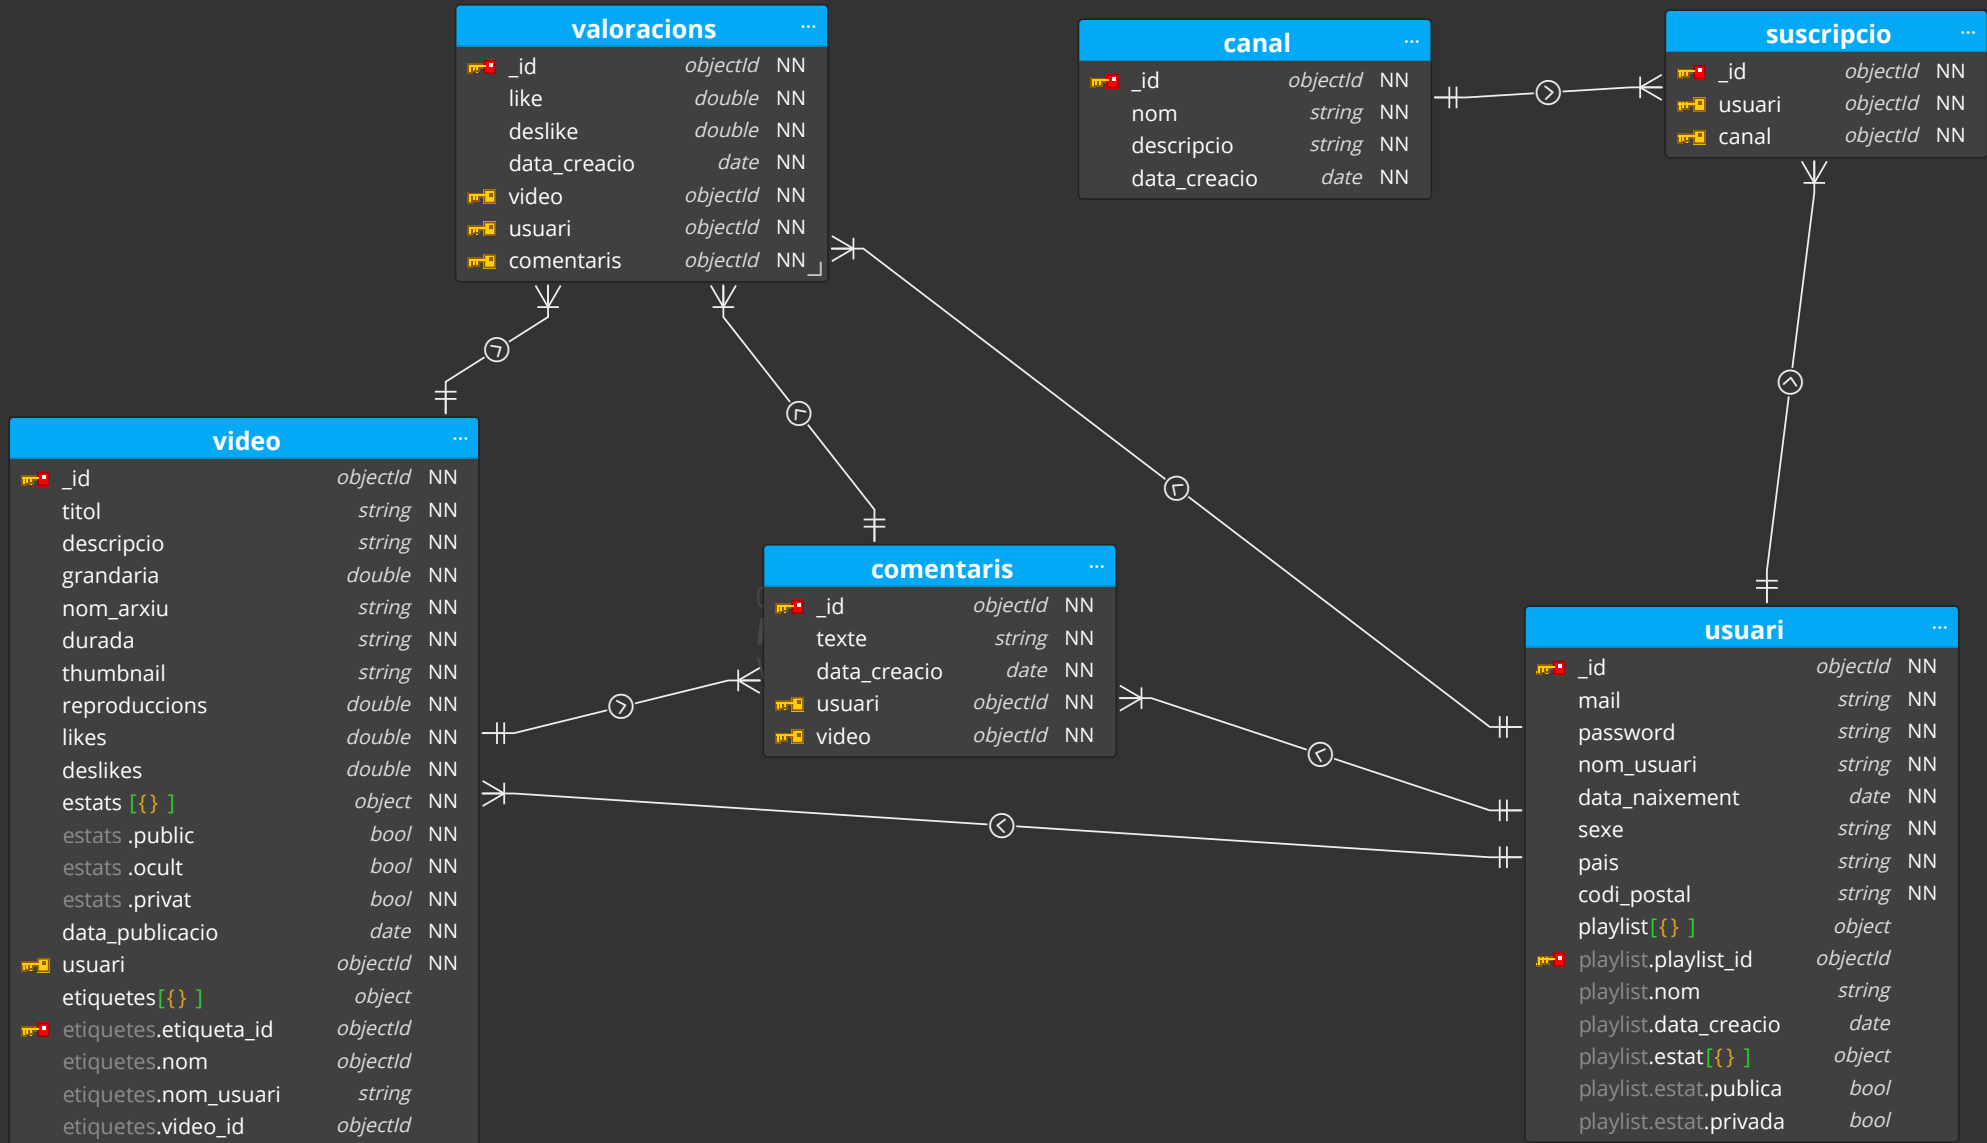 valoracions ...
_id objectId NN
like double NN
deslike double NN
data_creacio date NN
video objectId NN
usuari objectId NN
comentaris objectId NN
canal ...
_id objectId NN
nom string NN
descripcio string NN
data_creacio date NN
suscripcio ...
_id objectId NN
usuari objectId NN
canal objectId NN
video ...
_id objectId NN
titol string NN
descripcio string NN
grandaria double NN
nom_arxiu string NN
durada string NN
thumbnail string NN
reproduccions double NN
likes double NN
deslikes double NN
estats [{} ] object NN
estats .public bool NN
estats .ocult bool NN
estats .privat bool NN
data_publicacio date NN
usuari objectId NN
etiquetes[{} ] object
etiquetes.etiqueta_id objectId
etiquetes.nom objectId
etiquetes.nom_usuari string
etiquetes.video_id objectId
comentaris ...
_id objectId NN
texte string NN
data_creacio date NN
usuari objectId NN
video objectId NN
usuari ...
_id objectId NN
mail string NN
password string NN
nom_usuari string NN
data_naixement date NN
sexe string NN
pais string NN
codi_postal string NN
playlist[{} ] object
playlist.playlist_id objectId
playlist.nom string
playlist.data_creacio date
playlist.estat[{} ] object
playlist.estat.publica bool
playlist.estat.privada bool